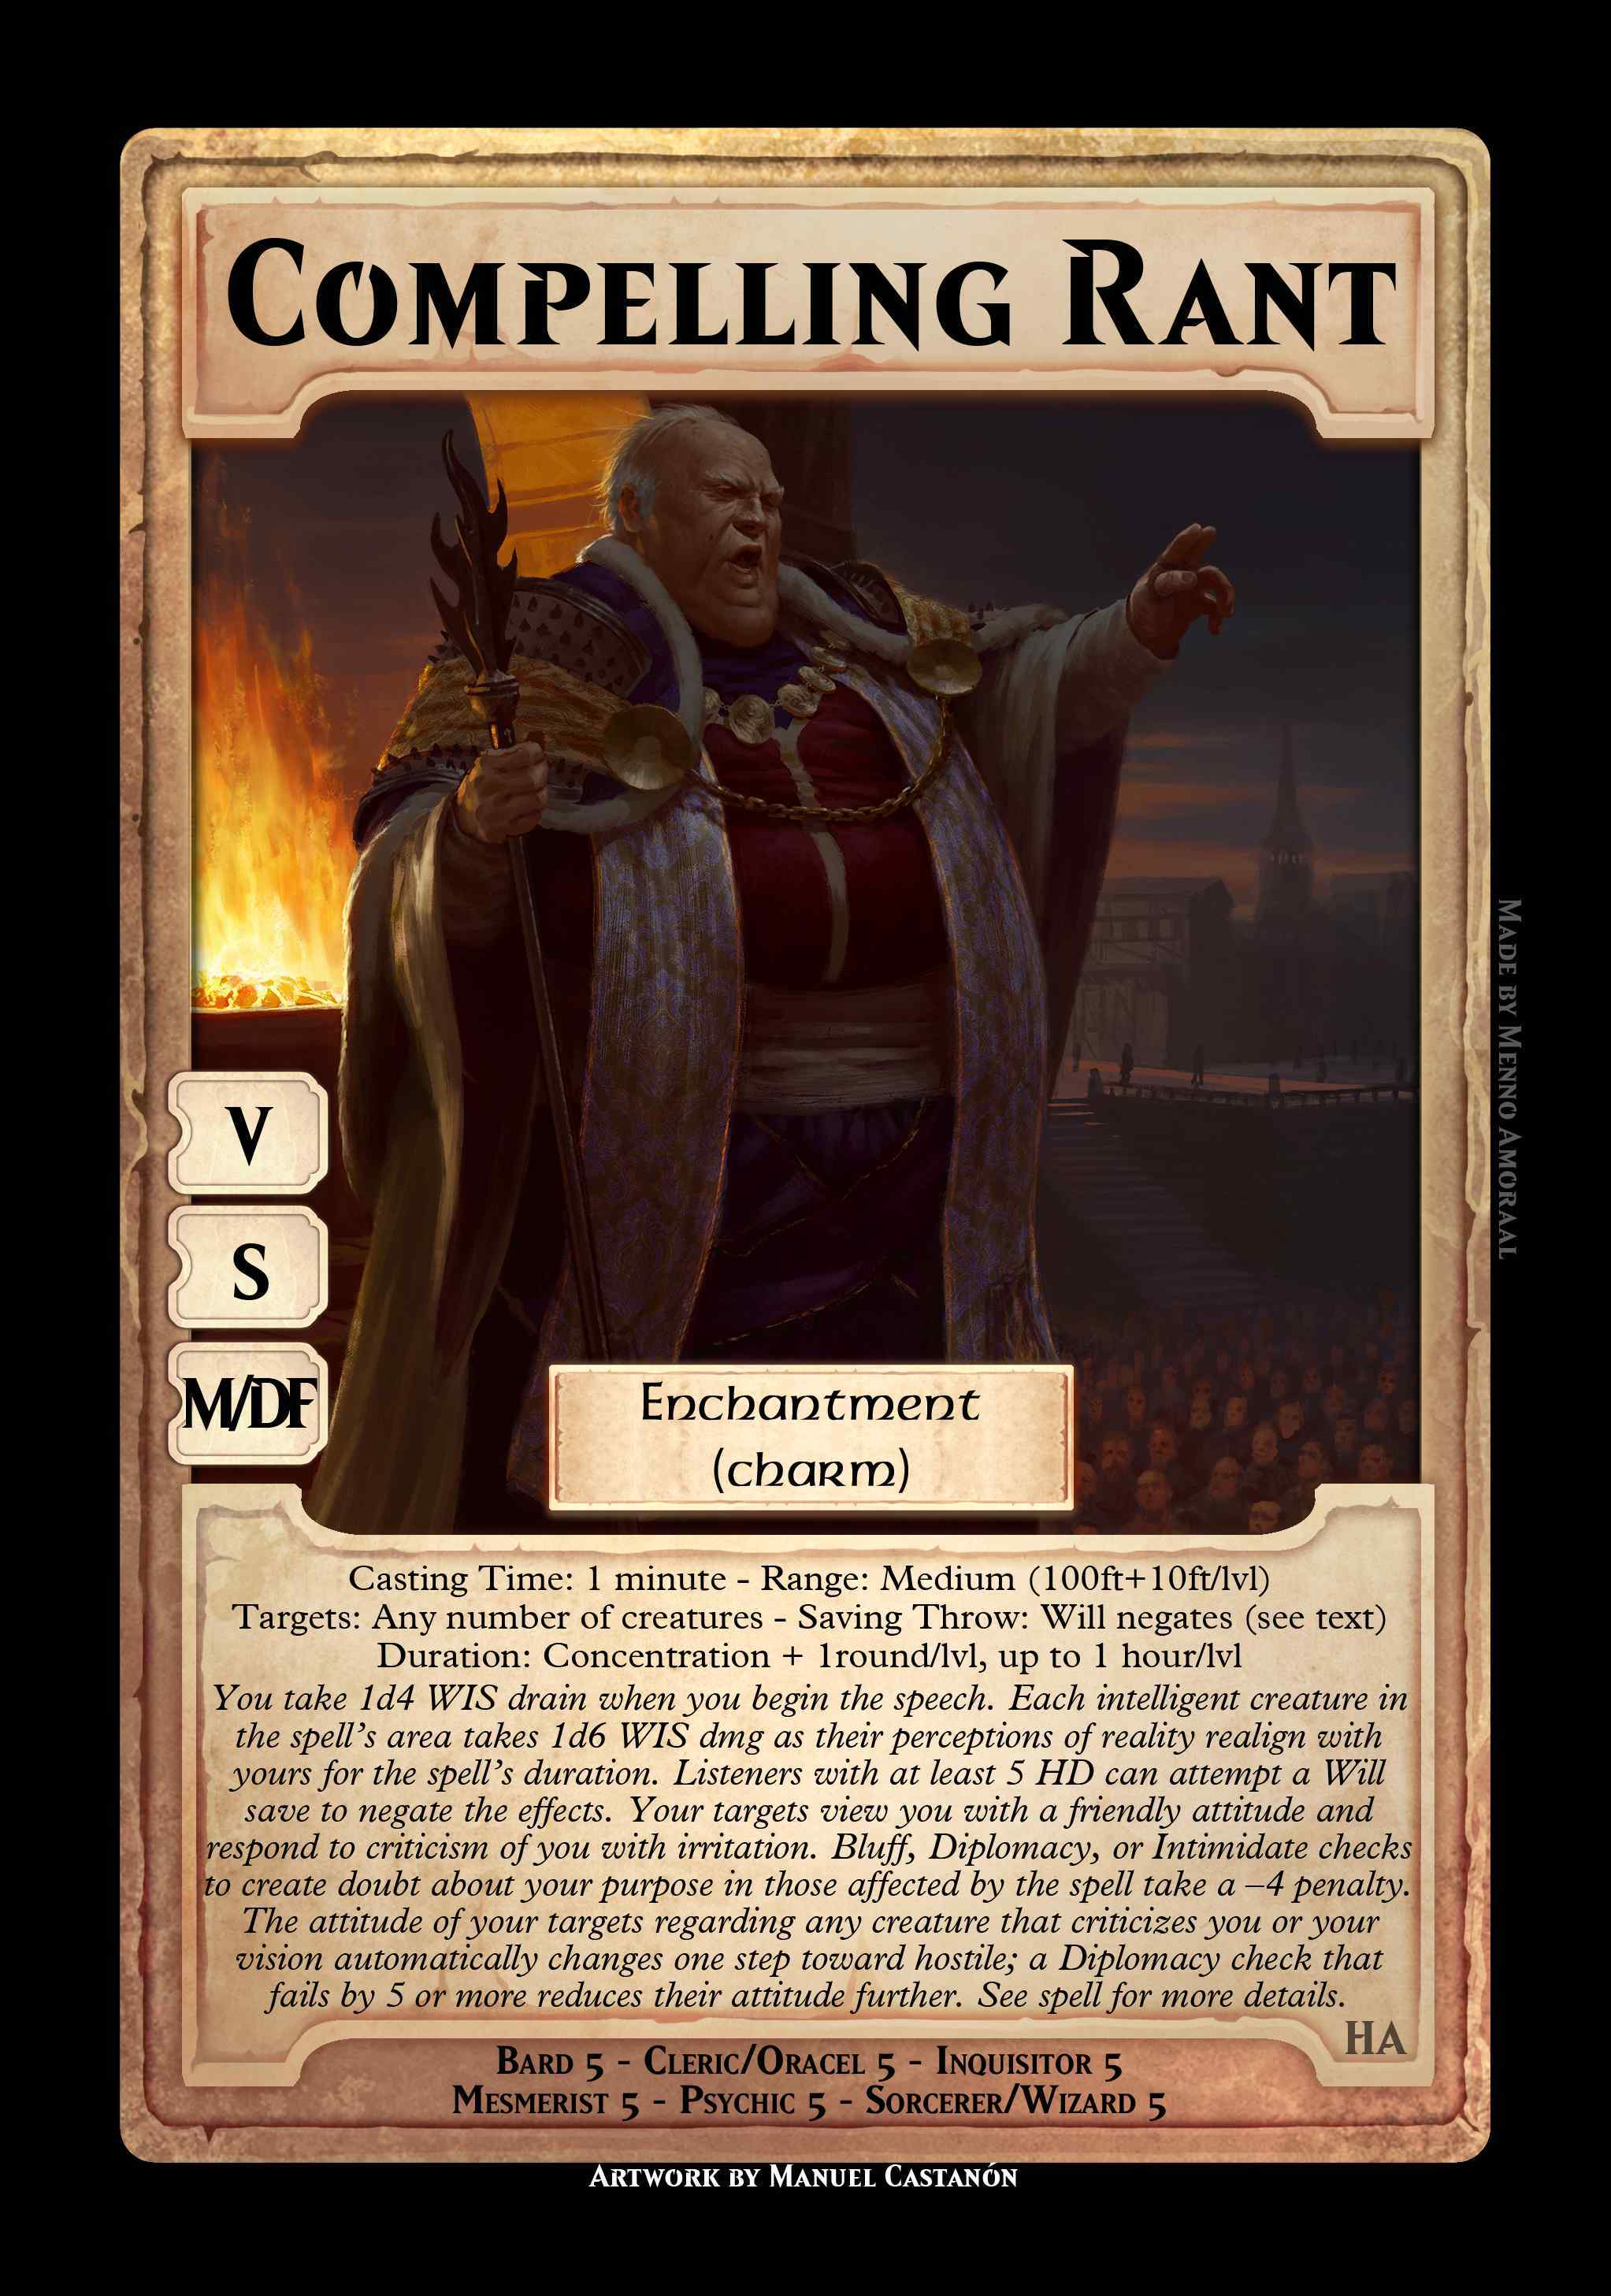 Compelling Rant
Made by Menno Amoraal
V
S
M/DF
Enchantment
(charm)
Casting Time: 1 minute - Range: Medium (100ft+10ft/lvl)
Targets: Any number of creatures - Saving Throw: Will negates (see text)
Duration: Concentration + 1round/lvl, up to 1 hour/lvl
You take 1d4 WIS drain when you begin the speech. Each intelligent creature in
the spell's area takes 1d6 WIS dmg as their perceptions of reality realign with
yours for the spell's duration. Listeners with at least 5 HD can attempt a Will
save to negate the effects. Your targets view you with a friendly attitude and
respond to criticism of you with irritation. Bluff, Diplomacy, or Intimidate checks
to create doubt about your purpose in those affected by the spell take a –4 penalty.
The attitude of your targets regarding any creature that criticizes you or your
vision automatically changes one step toward hostile; a Diplomacy check that
fails by 5 or more reduces their attitude further. See spell for more details.
HA
Bard 5 - Cleric/Oracel 5 - Inquisitor 5
Mesmerist 5 - Psychic 5 - Sorcerer/Wizard 5
Artwork by Manuel Castanón